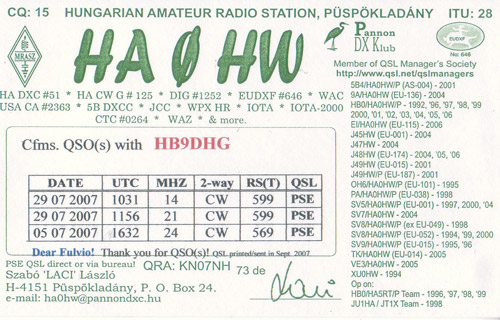 CQ: 15 HUNGARIAN AMATEUR RADIO STATION, PÜSPÖKLADÁNY ITU: 28
MRASZ
HA Ø HW
Pannon
DX Klub
EUDXF
No: 646
Member of QSL Manager's Society
http://www.qsl.net/qslmanagers
HA DXC #51 * HA CW G # 125 * DIG #1252 * EUDXF #646 * WAC
USA CA #2363 * 5B DXCC * JCC * WPX HR * IOTA * IOTA-2000
CTC #0264 * WAZ * & more.
Cfms. QSO(s) with HB9DHG
DATE UTC MHZ 2-way RS(T) QSL
29 07 2007 1031 14 CW 599 PSE
29 07 2007 1156 21 CW 599 PSE
05 07 2007 1632 24 CW 569 PSE
Dear Fulvio! Thank you for QSO(s)! QSL printed/sent in Sept. 2007.
PSE QSL direct or via bureau! QRA: KN07NH 73 de
Szabó 'LACI' László
H-4151 Püspökladány, P. O. Box 24.
e-mail: ha0hw@pannondxc.hu
5B4/HA0HW/P (AS-004) - 2001
9A/HA0HW (EU-136) - 2004
HB0/HA0HW/P - 1992, '96, '97, '98, '99
2000, '01, '02, '03, '04, '05, '06
EI/HA0HW (EU-115) - 2006
J45HW (EU-001) - 2004
J47HW - 2004
J48HW (EU-174) - 2004, '05, '06
J49HW (EU-015) - 2001
J49HW/P (EU-187) - 2001
OH6/HA0HW/P (EU-101) - 1995
PA/HA0HW (EU-038) - 1998
SV5/HA0HW/P (EU-001) - 1997, 2000, '04
SV7/HA0HW - 2004
SV8/HA0HW/P (ex EU-049) - 1998
SV8/HA0HW (EU-052) - 1994, '99, 2000
SV9/HA0HW (EU-015) - 1995, '96
TK/HA0HW (EU-014) - 2005
VE3/HA0HW - 2005
XU0HW - 1994
Op on:
HB0/HA5RT/P Team - 1996, '97, '98, '99
JU1HA / JT1X Team - 1998